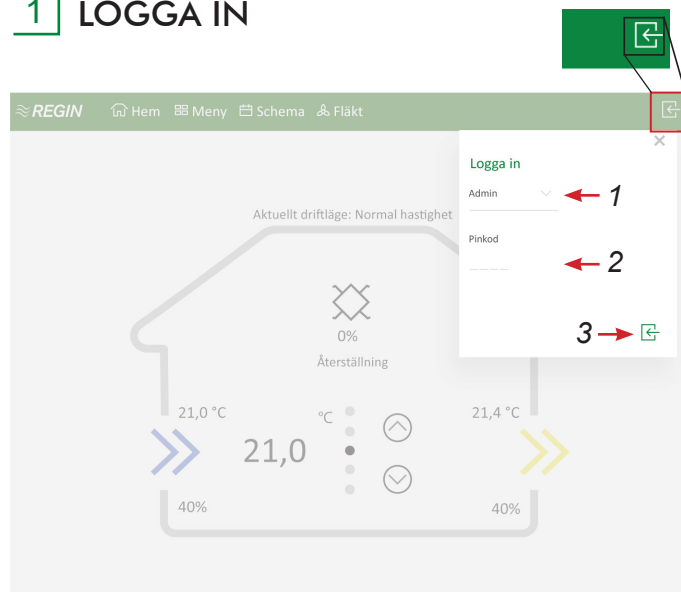 1 LOGGA IN
REGIN Hem Meny Schema Fläkt
Logga in
Admin
1
Pinkod
2
3
Aktuellt driftläge: Normal hastighet
0%
Återställning
21,0 °C
°C
21,4 °C
21,0
40%
40%